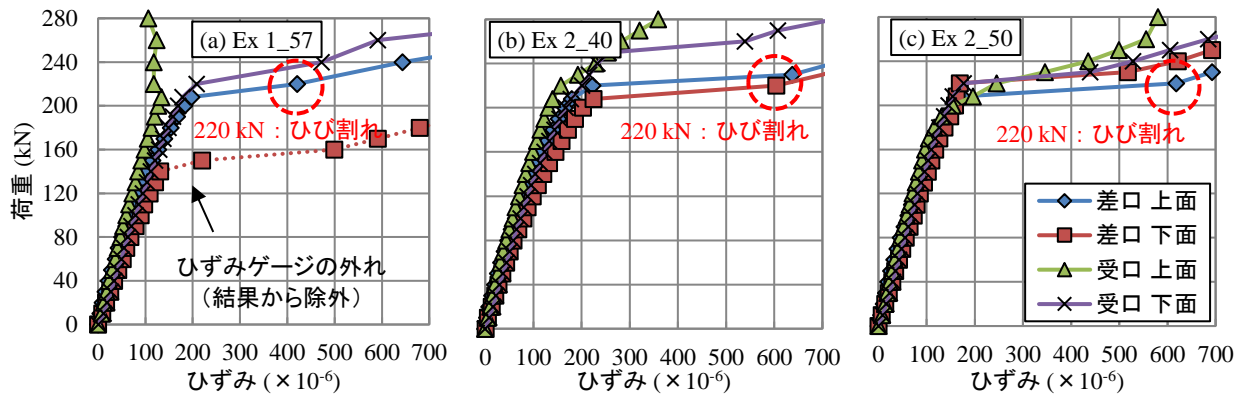 (a) Ex 1_57
(b) Ex 2_40
(c) Ex 2_50
荷重 (kN)
280
240
200
160
120
80
40
0
220 kN：ひび割れ
220 kN：ひび割れ
220 kN：ひび割れ
ひずみゲージの外れ
（結果から除外）
差口 上面
差口 下面
受口 上面
受口 下面
0 100 200 300 400 500 600 700
0 100 200 300 400 500 600 700
0 100 200 300 400 500 600 700
ひずみ (×10⁻⁶)
ひずみ (×10⁻⁶)
ひずみ (×10⁻⁶)